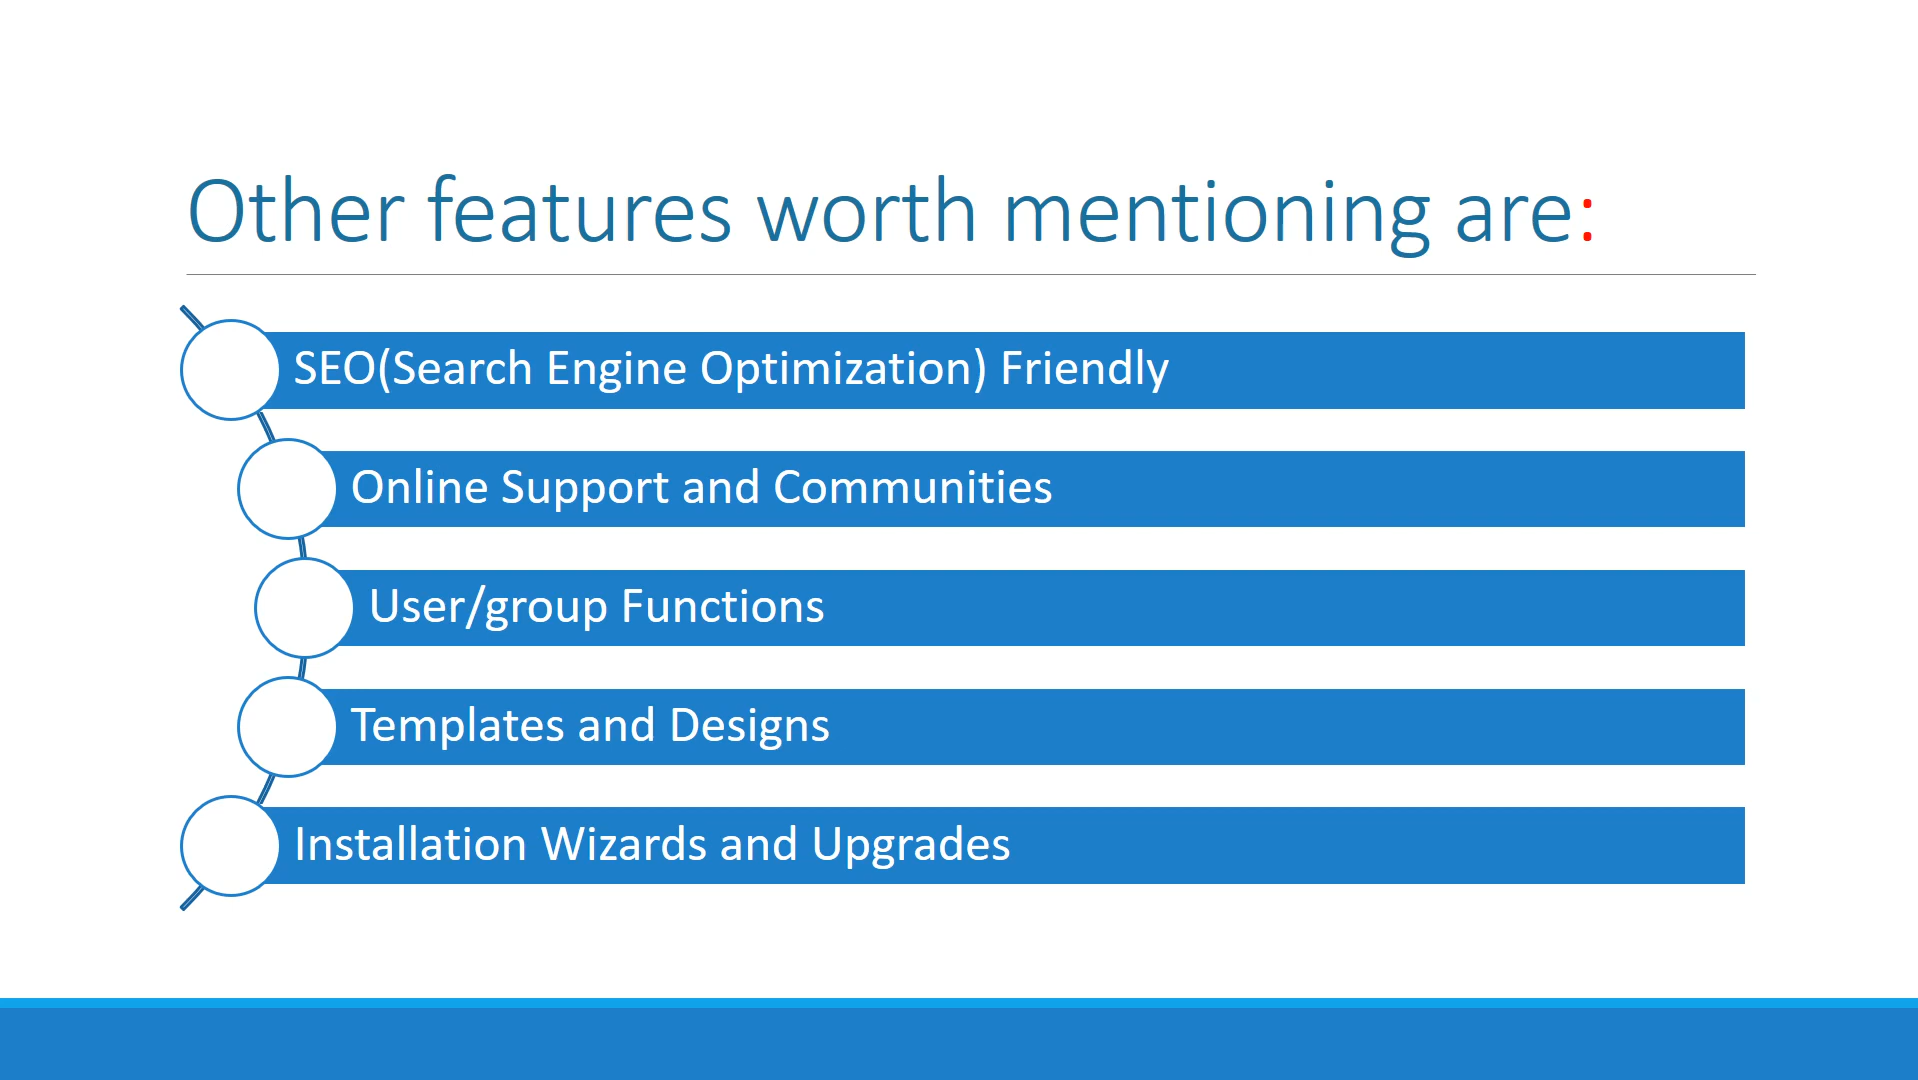 Other features worth mentioning are:
SEO(Search Engine Optimization) Friendly
Online Support and Communities
User/group Functions
Templates and Designs
Installation Wizards and Upgrades